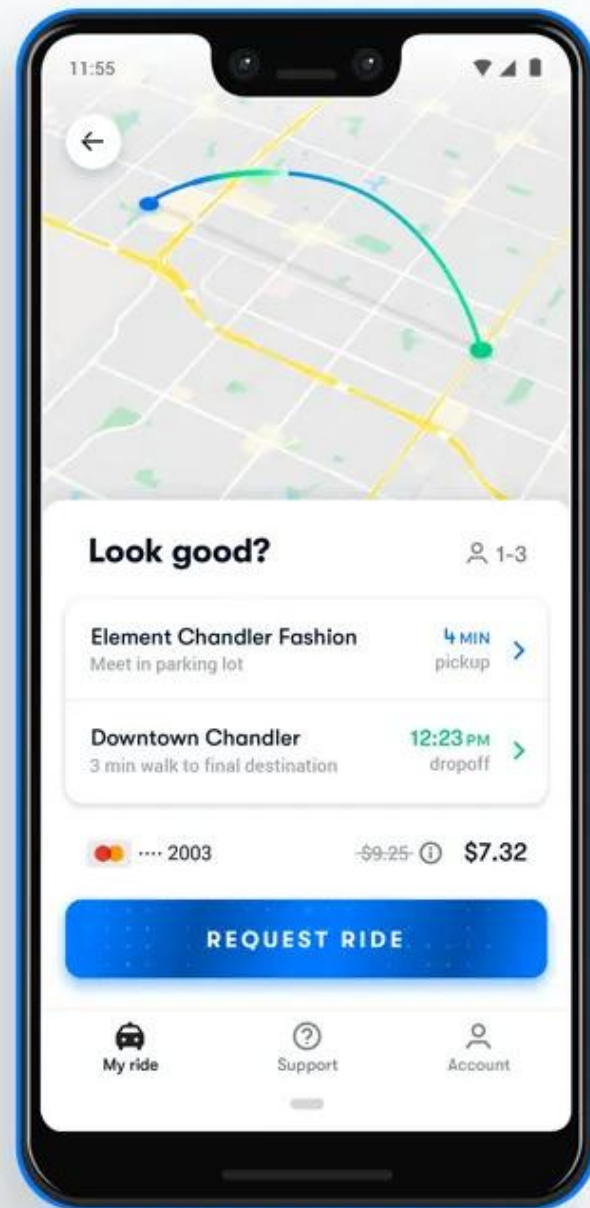 11:55
Look good?
1-3
Element Chandler Fashion
4 MIN
Meet in parking lot
pickup
Downtown Chandler
12:23 PM
3 min walk to final destination
dropoff
···· 2003
$9.25
$7.32
REQUEST RIDE
My ride
Support
Account